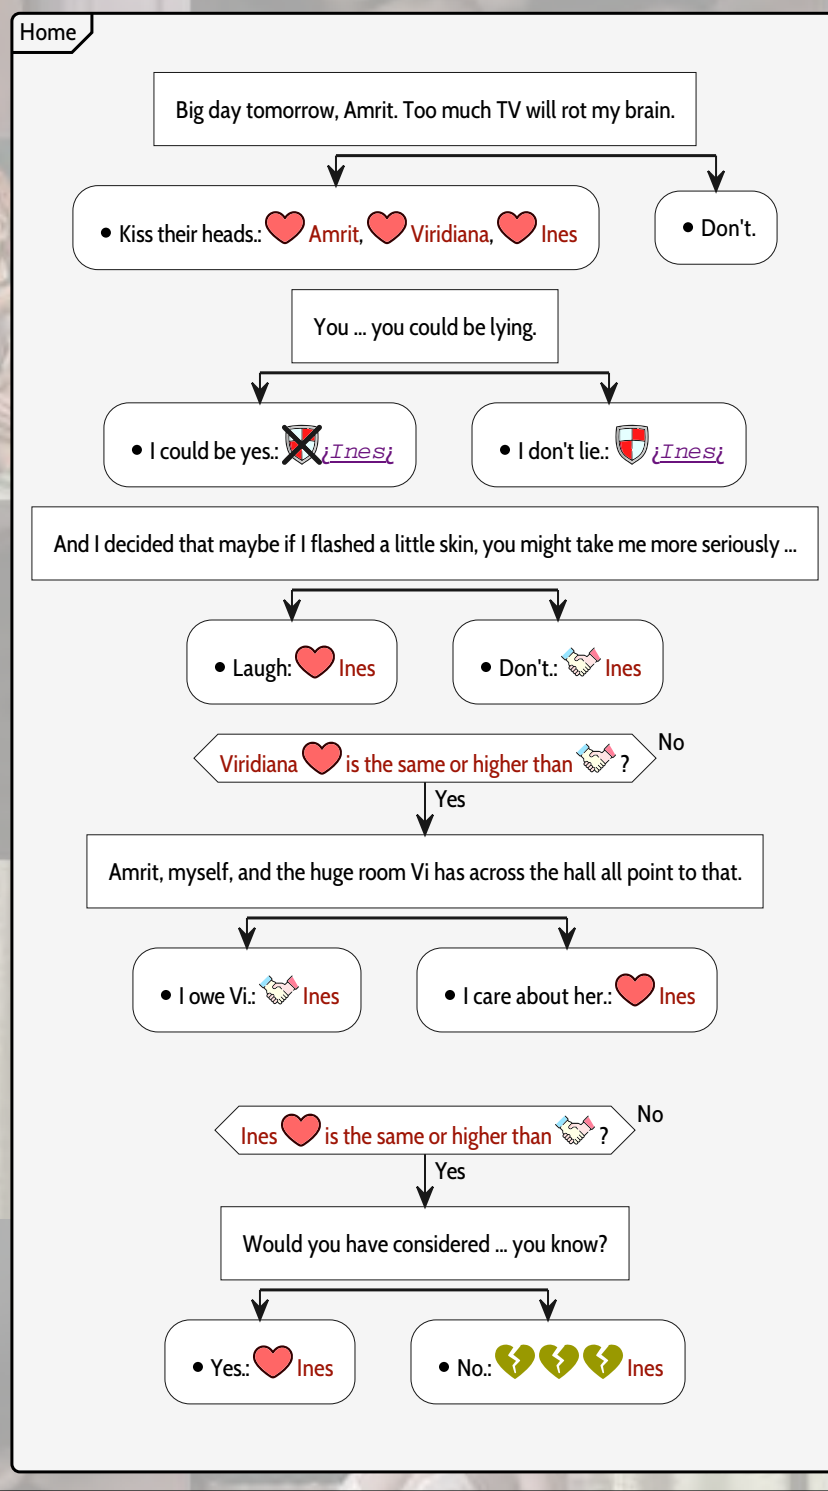 Home
Big day tomorrow, Amrit. Too much TV will rot my brain.
• Kiss their heads.: Amrit, Viridiana, Ines
• Don't.
You ... you could be lying.
• I could be yes.: ¿Ines¿
• I don't lie.: ¿Ines¿
And I decided that maybe if I flashed a little skin, you might take me more seriously ...
• Laugh: Ines
• Don't.: Ines
Viridiana is the same or higher than ?
No
Yes
Amrit, myself, and the huge room Vi has across the hall all point to that.
• I owe Vi.: Ines
• I care about her.: Ines
Ines is the same or higher than ?
No
Yes
Would you have considered ... you know?
• Yes.: Ines
• No.: Ines